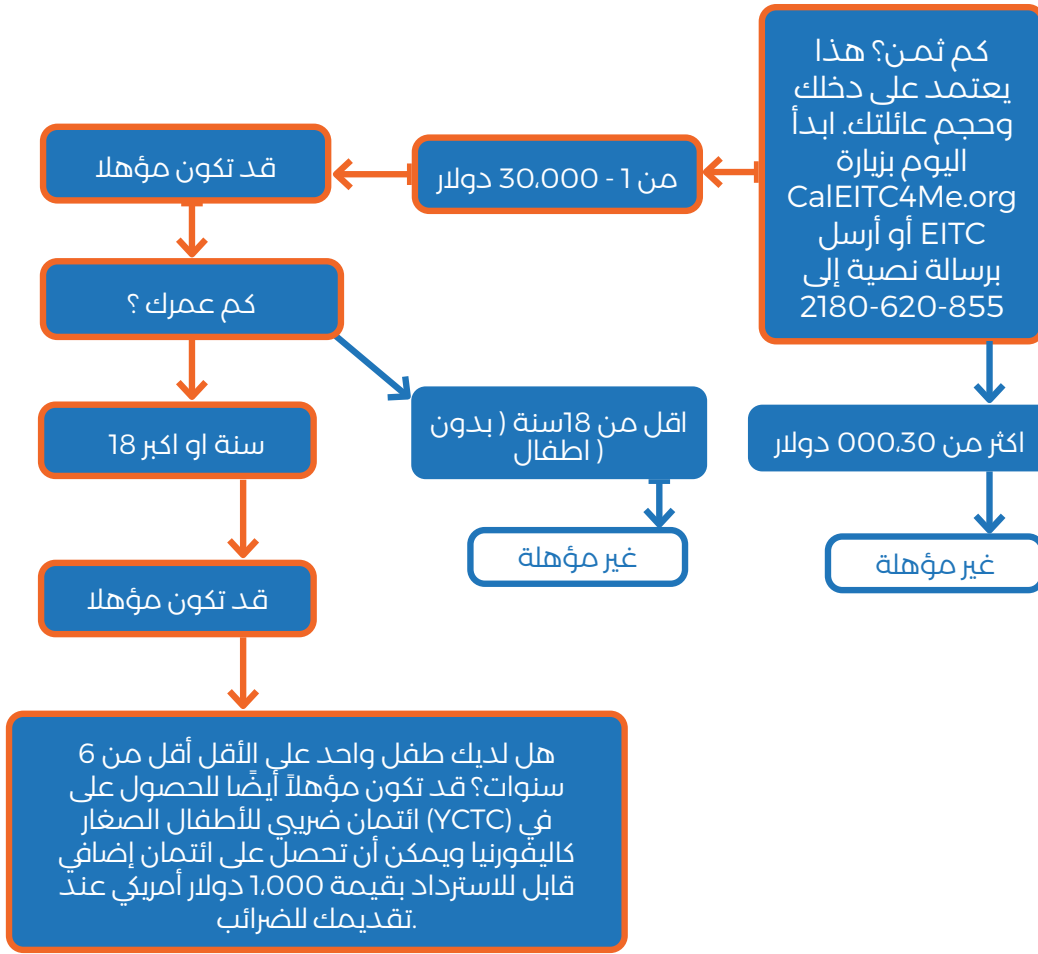 كم ثمن؟ هذا
يعتمد على دخلك
وحجم عائلتك. ابدأ
اليوم بزيارة
CalEITC4Me.org
أو أرسل EITC
برسالة نصية إلى
2180-620-855
من 1 - 30،000 دولار
قد تكون مؤهلا
كم عمرك ؟
اقل من 18سنة ( بدون
اطفال )
سنة او اكبر 18
اكثر من 000،30 دولار
غير مؤهلة
غير مؤهلة
قد تكون مؤهلا
هل لديك طفل واحد على الأقل أقل من 6
سنوات؟ قد تكون مؤهلاً أيضًا للحصول على
في (YCTC) ائتمان ضريبي للأطفال الصغار
كاليفورنيا ويمكن أن تحصل على ائتمان إضافي
قابل للاسترداد بقيمة 1،000 دولار أمريكي عند
.تقديمك للضرائب